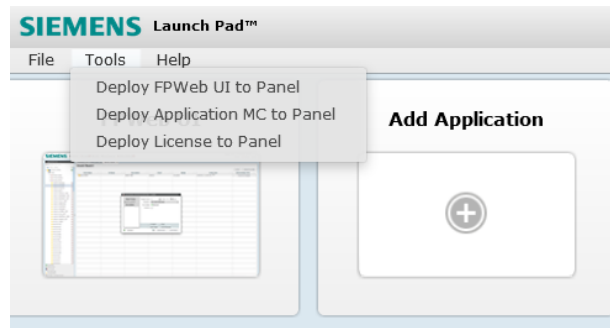 SIEMENS Launch Pad™
File Tools Help
Deploy FPWeb UI to Panel
Deploy Application MC to Panel
Deploy License to Panel
Add Application